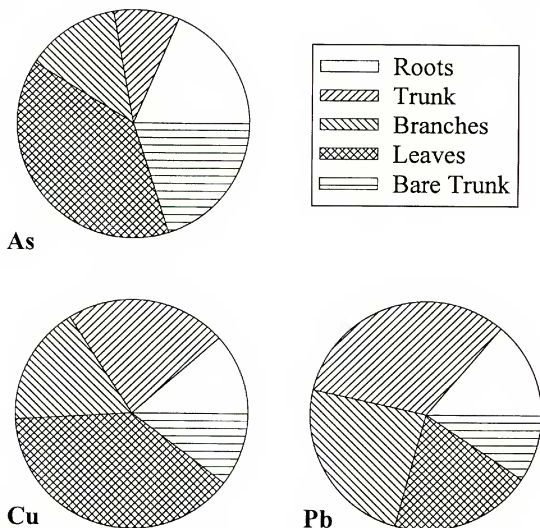 Roots
Trunk
Branches
Leaves
Bare Trunk
As
Cu
Pb